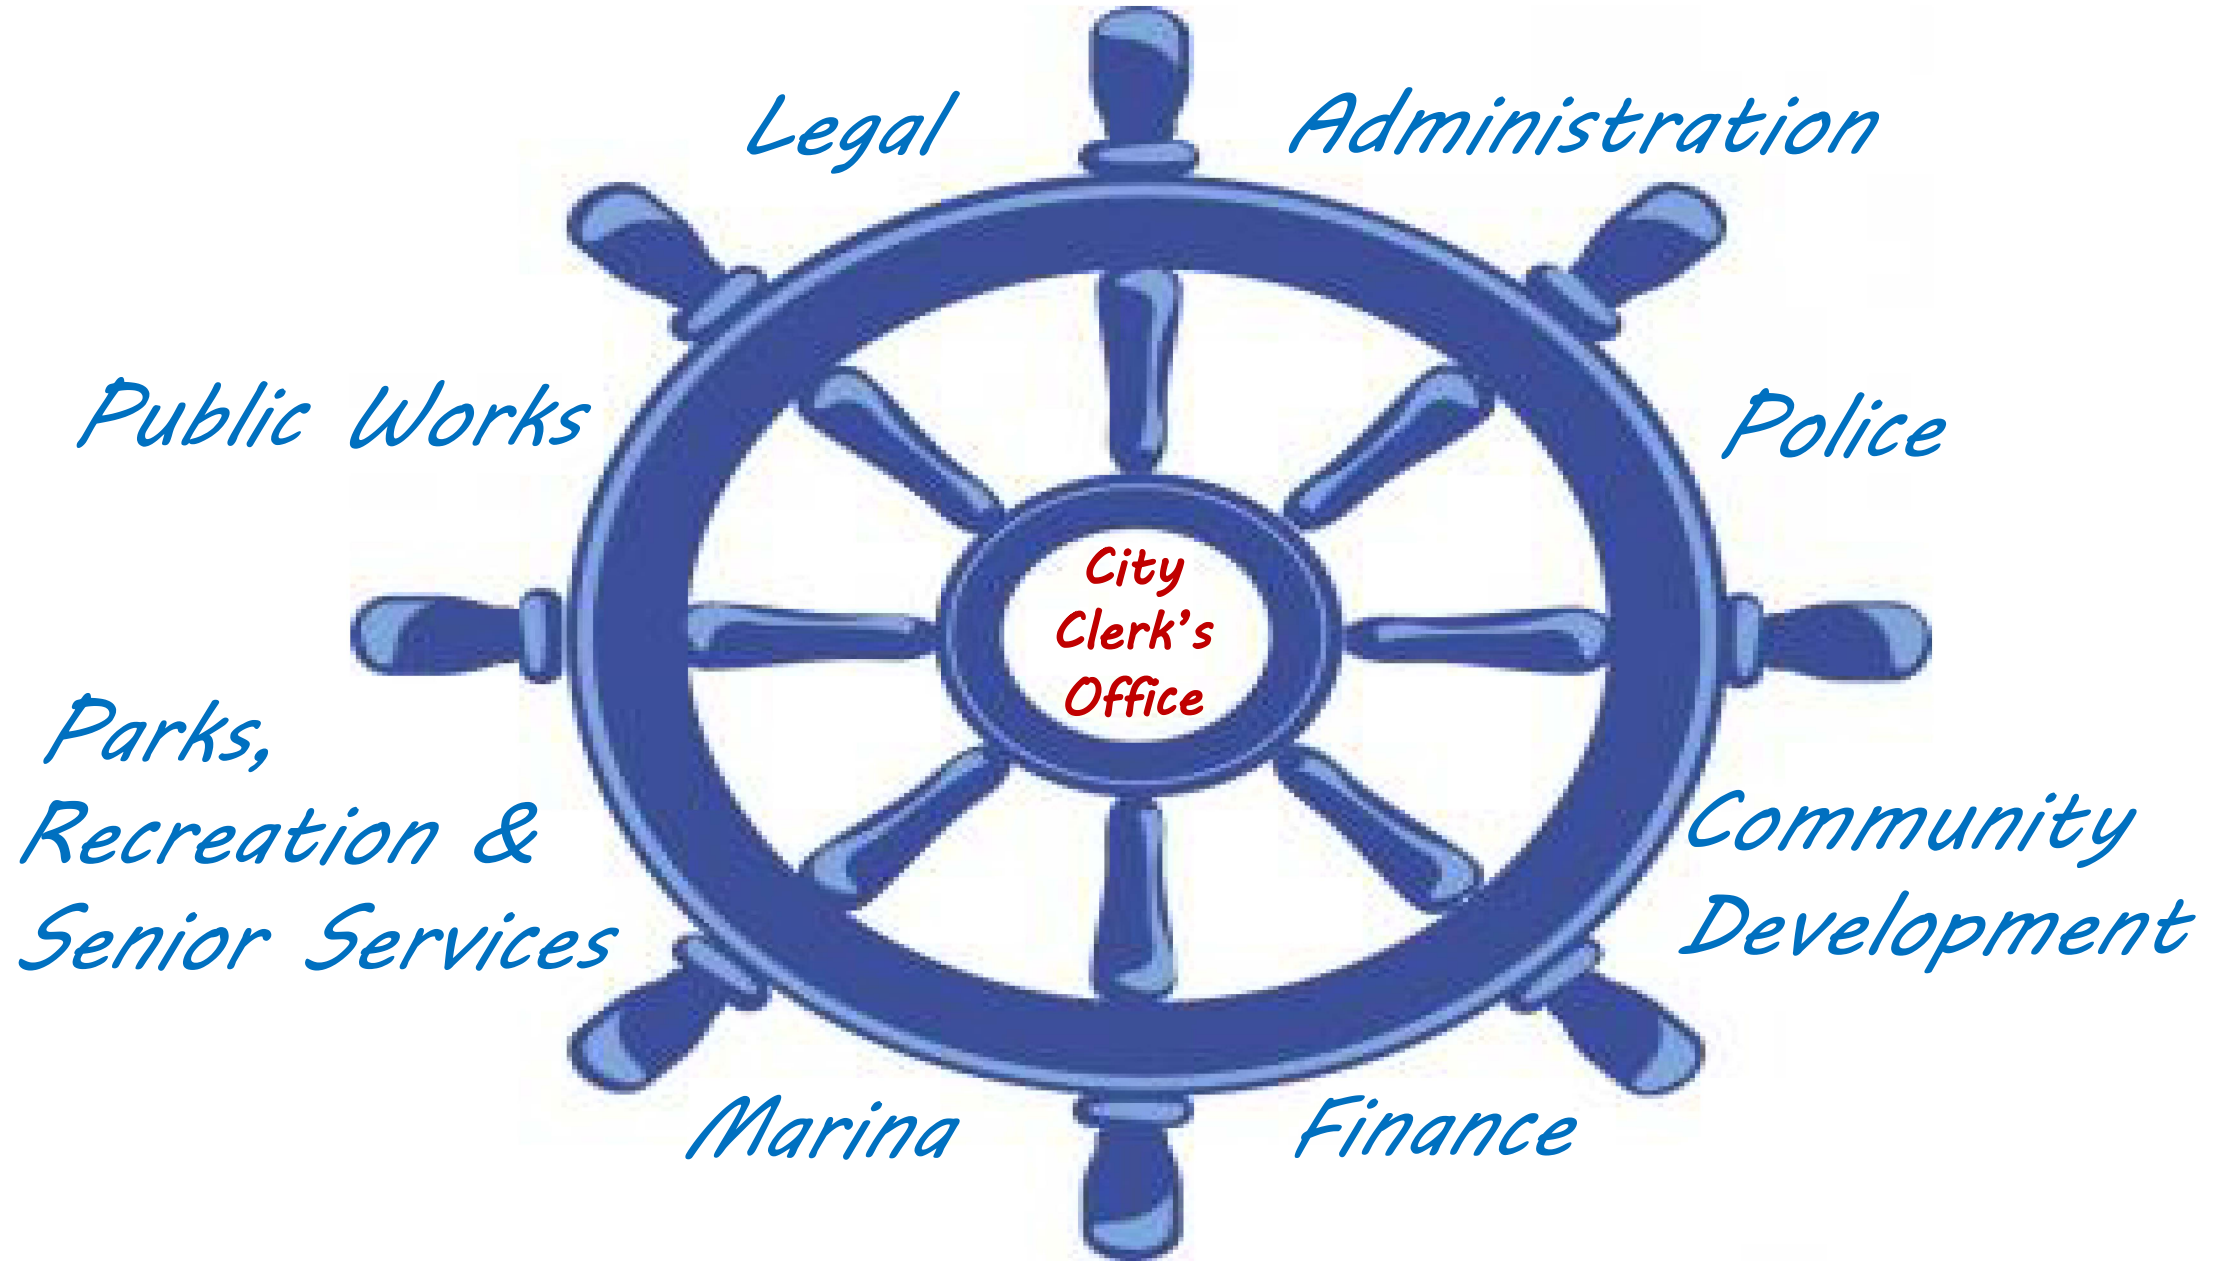 Legal
Administration
Public Works
Police
City
Clerk's
Office
Parks,
Recreation &
Senior Services
Community
Development
Marina
Finance